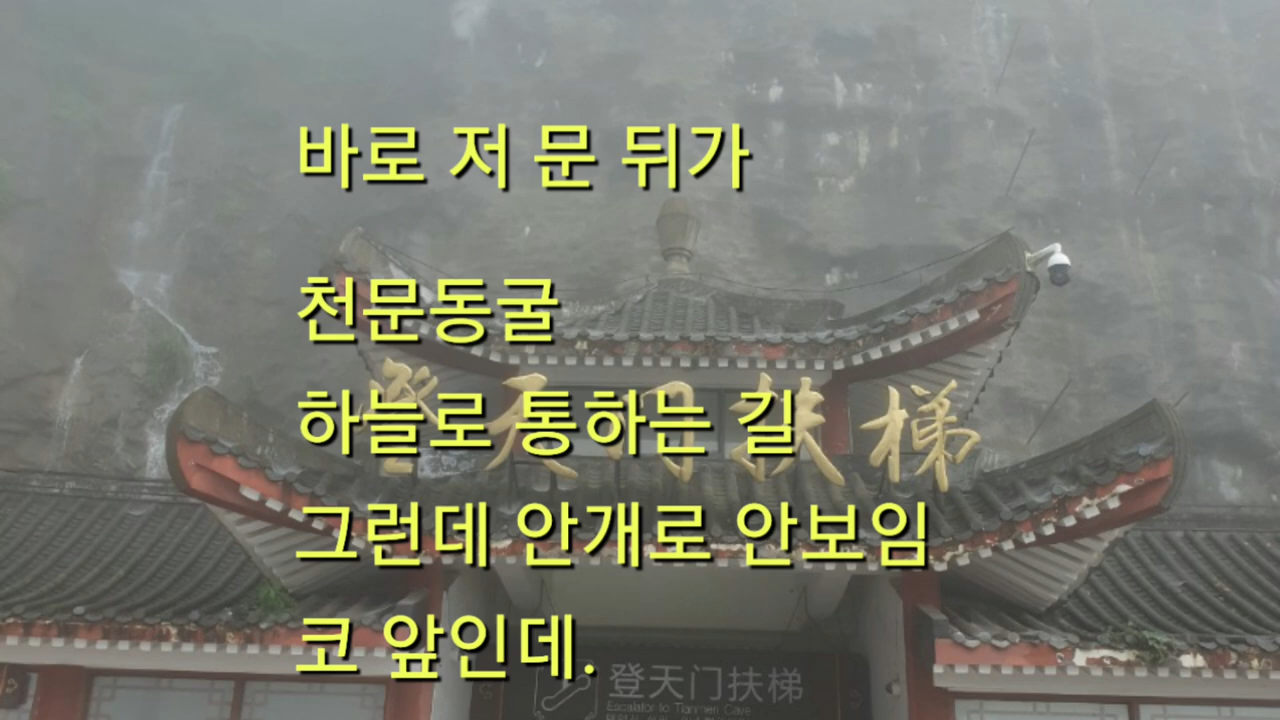 바로 저 문 뒤가
천문동굴
登天门扶梯
하늘로 통하는 길
그런데 안개로 안보임
코 앞인데.
登天门扶梯
Escalator to Tianmen Cave